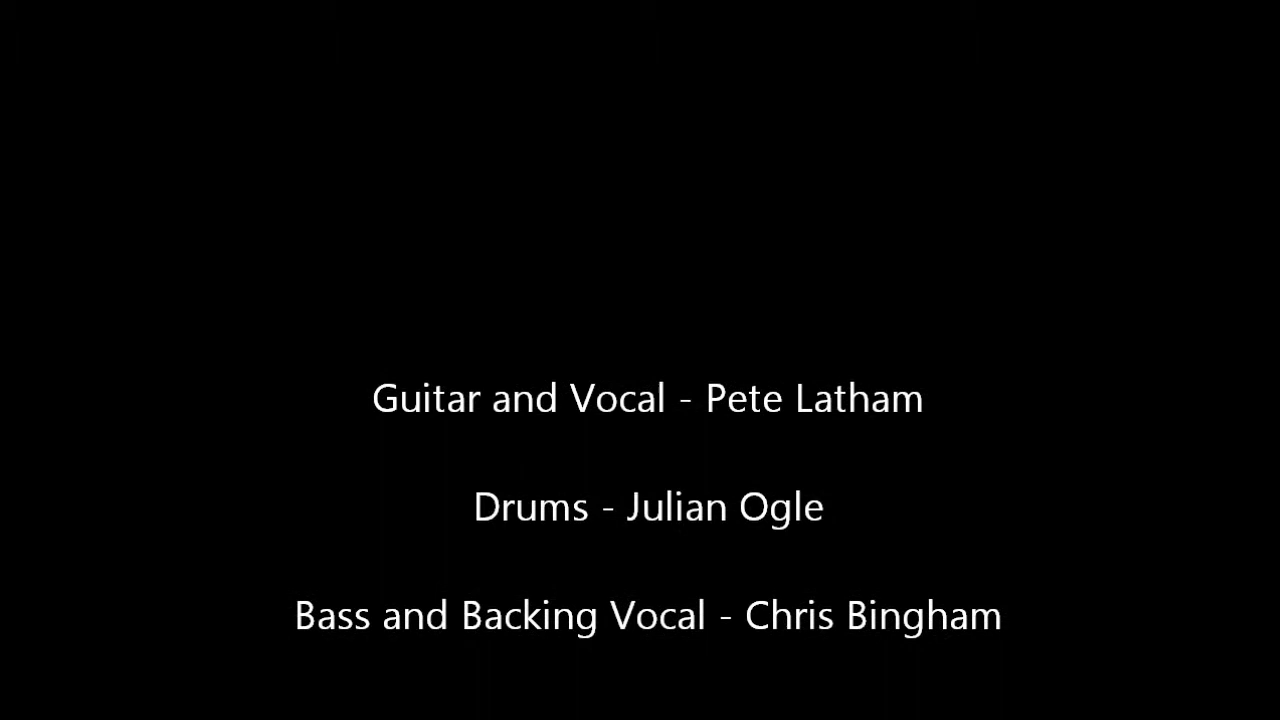 Guitar and Vocal - Pete Latham
Drums - Julian Ogle
Bass and Backing Vocal - Chris Bingham